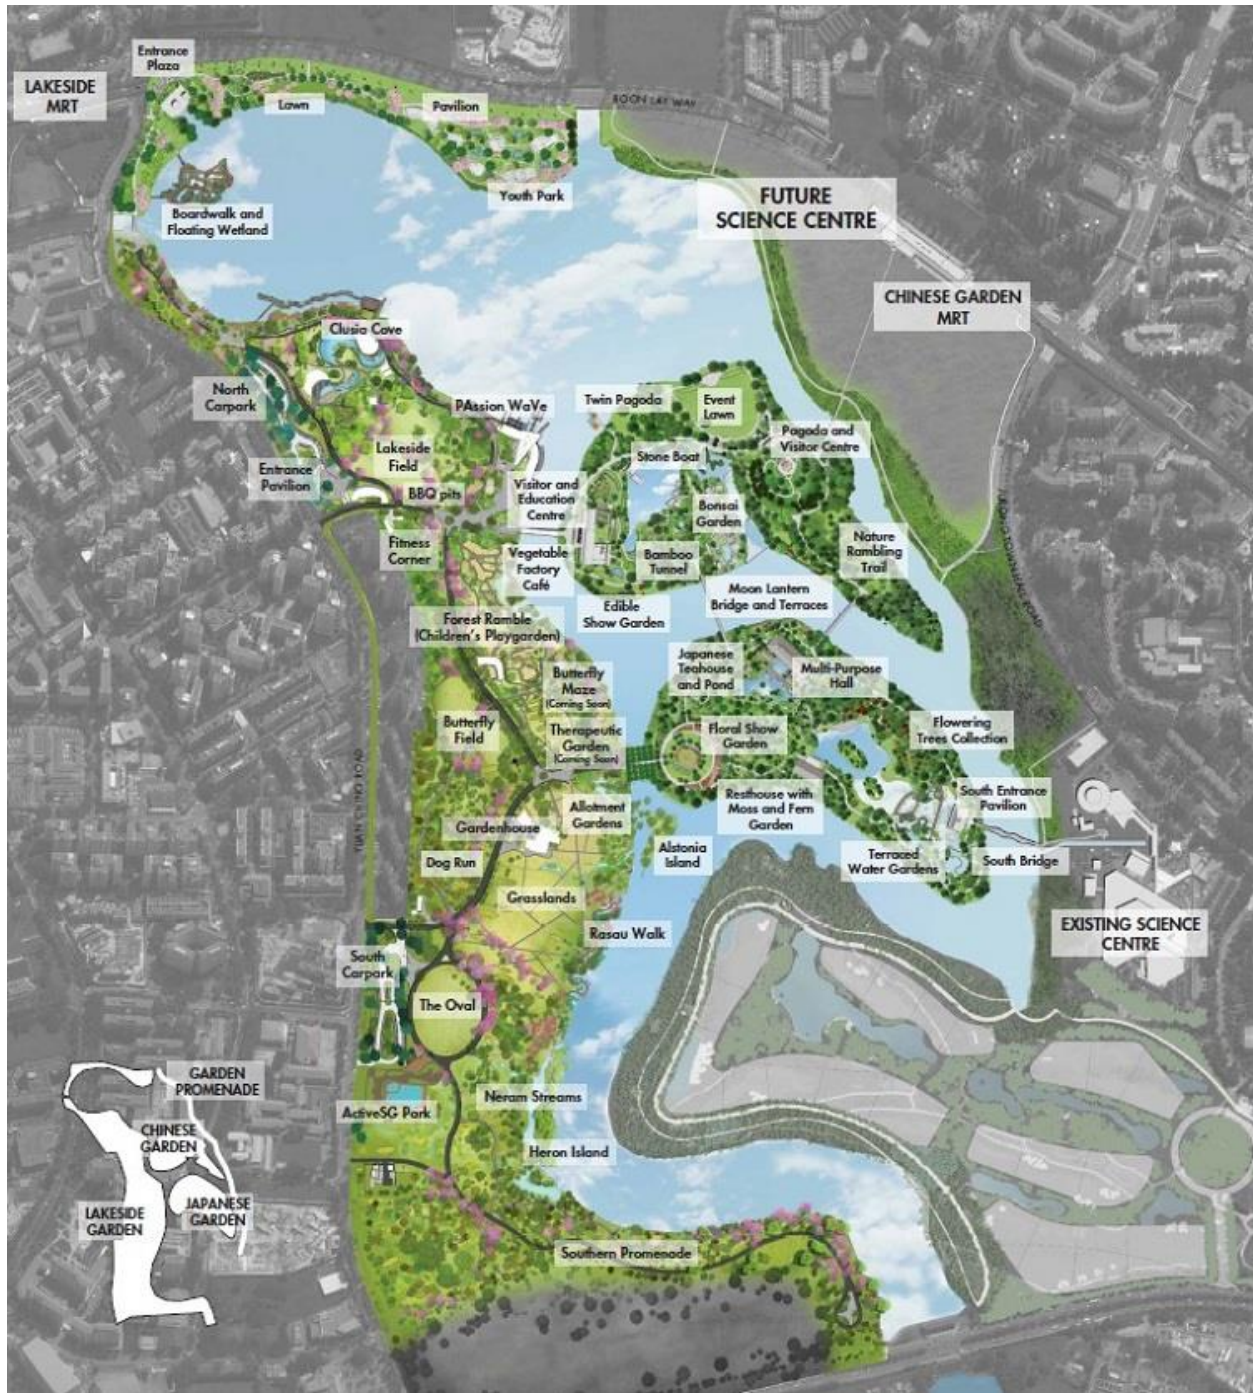 Entrance
Plaza
LAKESIDE
MRT
Lawn
Pavilion
BOON LAY WAY
Youth Park
Boardwalk and
Floating Wetland
FUTURE
SCIENCE CENTRE
CHINESE GARDEN
MRT
Clusia Cove
North
Carpark
PAssion WaVe
Twin Pagoda
Event
Lawn
Pagoda and
Visitor Centre
Lakeside
Field
Stone Boat
Entrance
Pavilion
BBQ pits
Visitor and
Education
Centre
Bonsai
Garden
Fitness
Corner
Vegetable
Factory
Café
Bamboo
Tunnel
Nature
Rambling
Trail
JURONG TOWN HALL ROAD
Edible
Show Garden
Moon Lantern
Bridge and Terraces
Forest Ramble
(Children's Playgarden)
Japanese
Teahouse
and Pond
Multi-Purpose
Hall
Butterfly
Maze
(Coming Soon)
Butterfly
Field
Therapeutic
Garden
(Coming Soon)
Floral Show
Garden
Flowering
Trees Collection
YUAN CHING ROAD
Resthouse with
Moss and Fern
Garden
South Entrance
Pavilion
Allotment
Gardens
Gardenhouse
Dog Run
Alstonia
Island
Terraced
Water Gardens
South Bridge
Grasslands
Rasau Walk
EXISTING SCIENCE
CENTRE
South
Carpark
The Oval
Neram Streams
ActiveSG Park
Heron Island
Southern Promenade
GARDEN
PROMENADE
CHINESE
GARDEN
LAKESIDE
GARDEN
JAPANESE
GARDEN